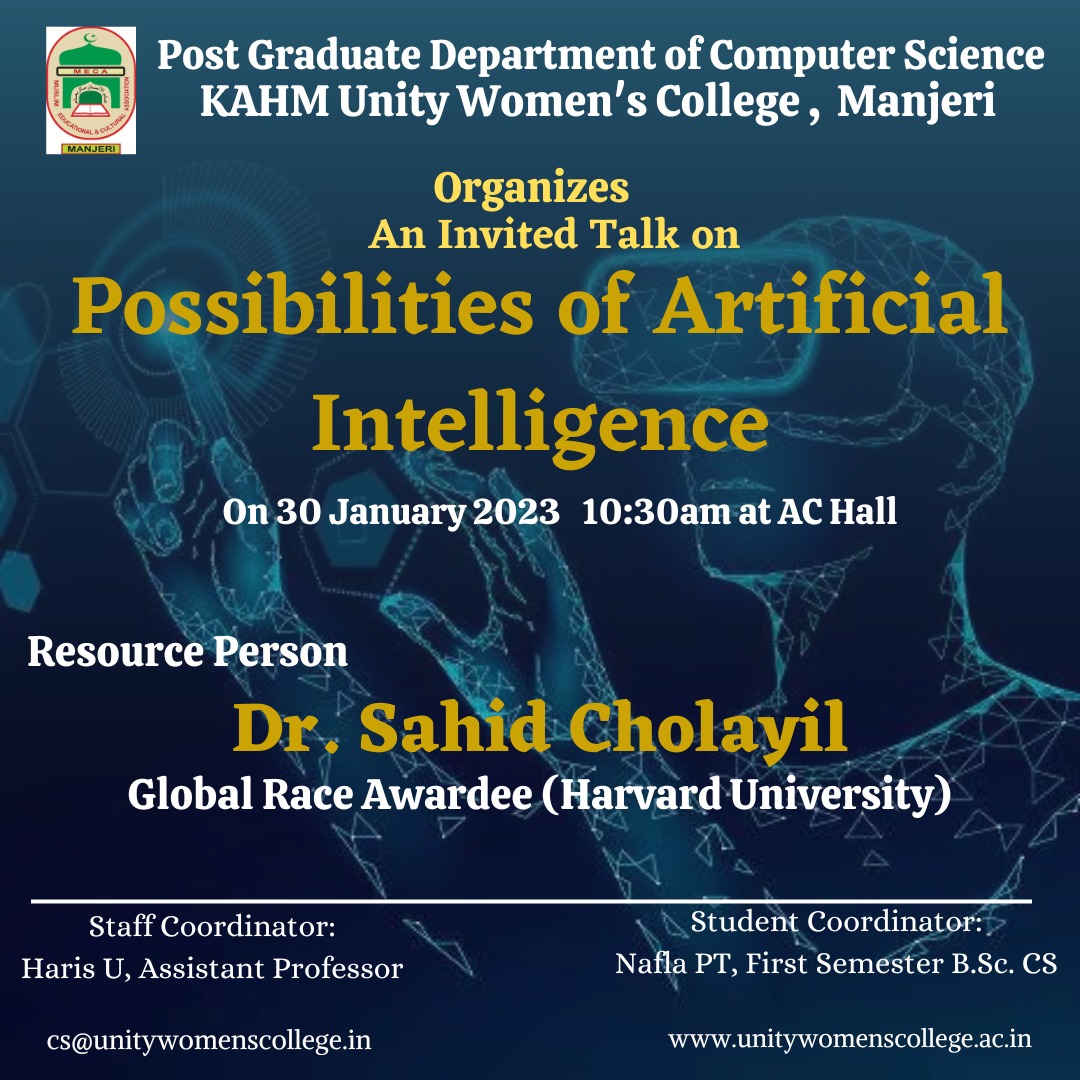 Post Graduate Department of Computer Science
KAHM Unity Women's College , Manjeri
MECA
MUSLIM EDUCATIONAL & CULTURAL ASSOCIATION
MANJERI
Organizes
An Invited Talk on
Possibilities of Artificial
Intelligence
On 30 January 2023 10:30am at AC Hall
Resource Person
Dr. Sahid Cholayil
Global Race Awardee (Harvard University)
Staff Coordinator:
Haris U, Assistant Professor
Student Coordinator:
Nafla PT, First Semester B.Sc. CS
cs@unitywomenscollege.in
www.unitywomenscollege.ac.in